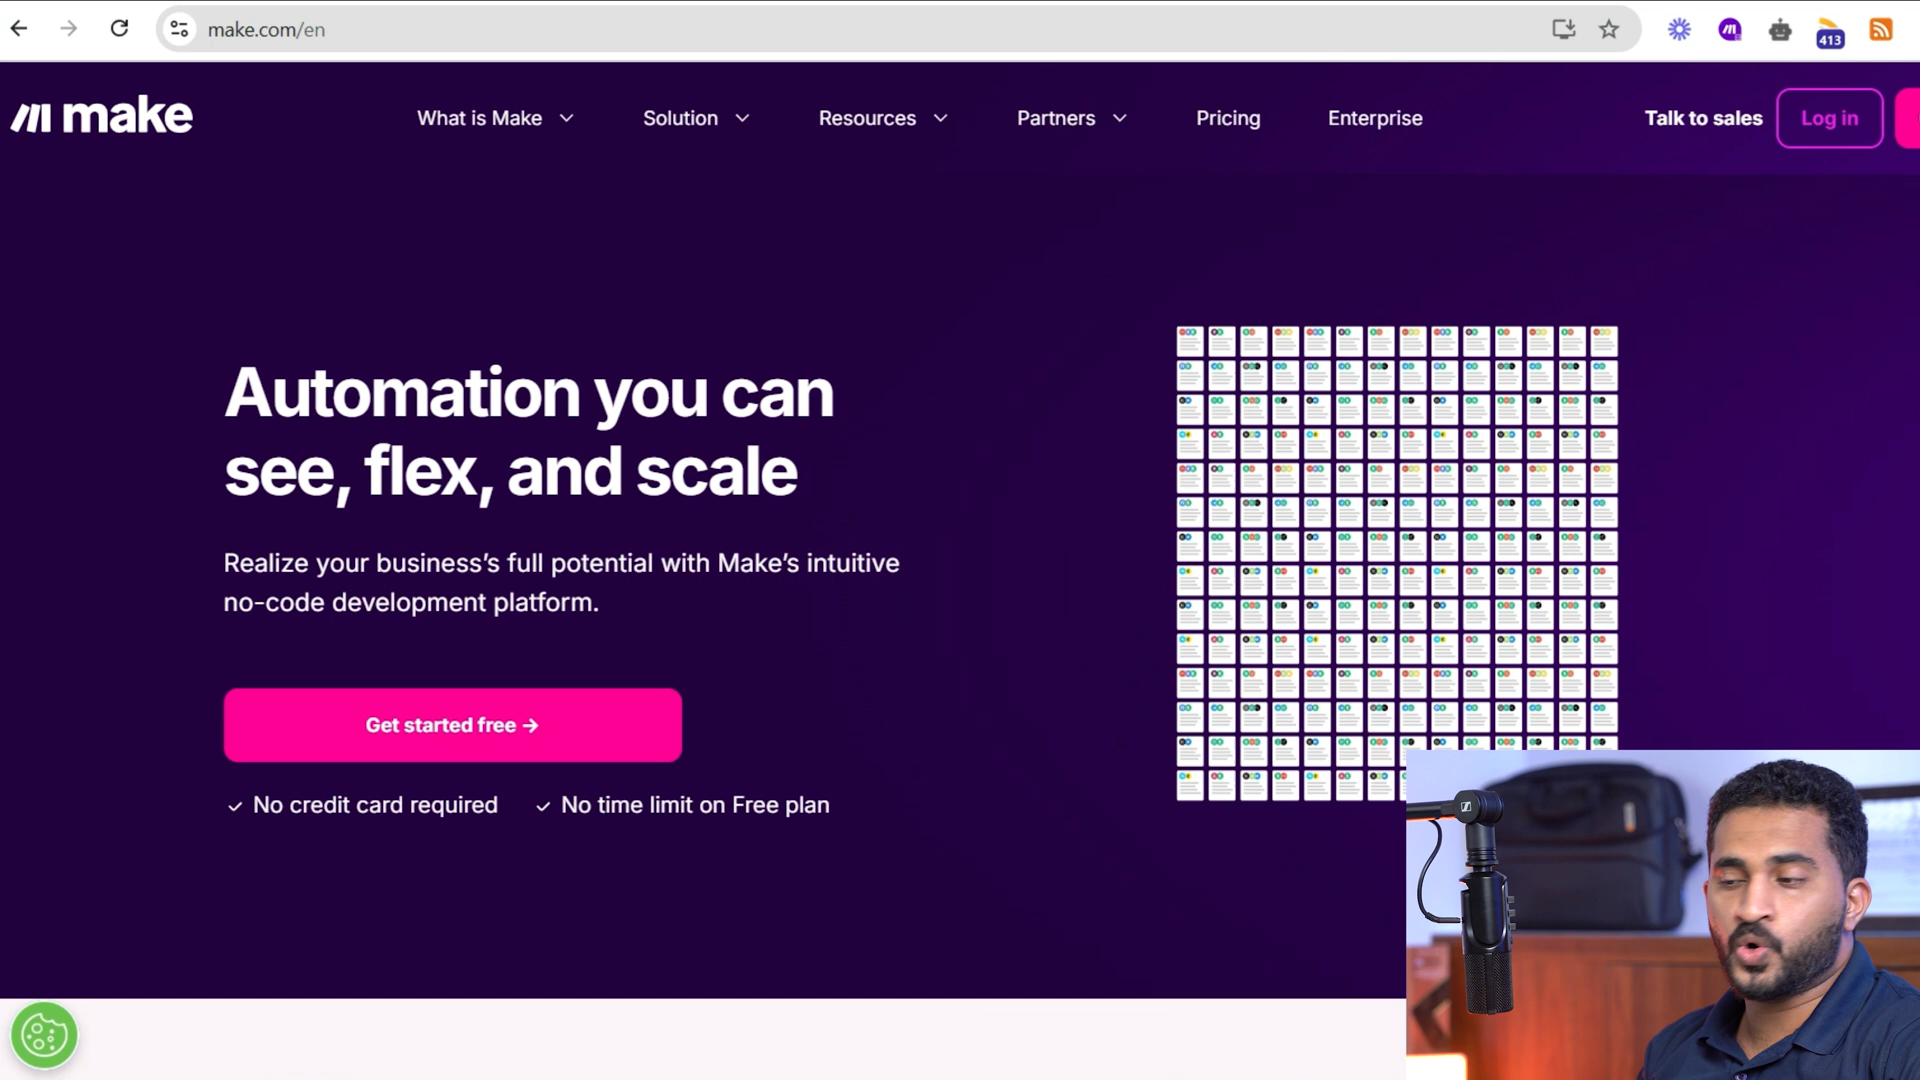 make.com/en
413
make
What is Make
Solution
Resources
Partners
Pricing
Enterprise
Talk to sales
Log in
Automation you can
see, flex, and scale
Realize your business’s full potential with Make’s intuitive
no-code development platform.
Get started free →
No credit card required
No time limit on Free plan